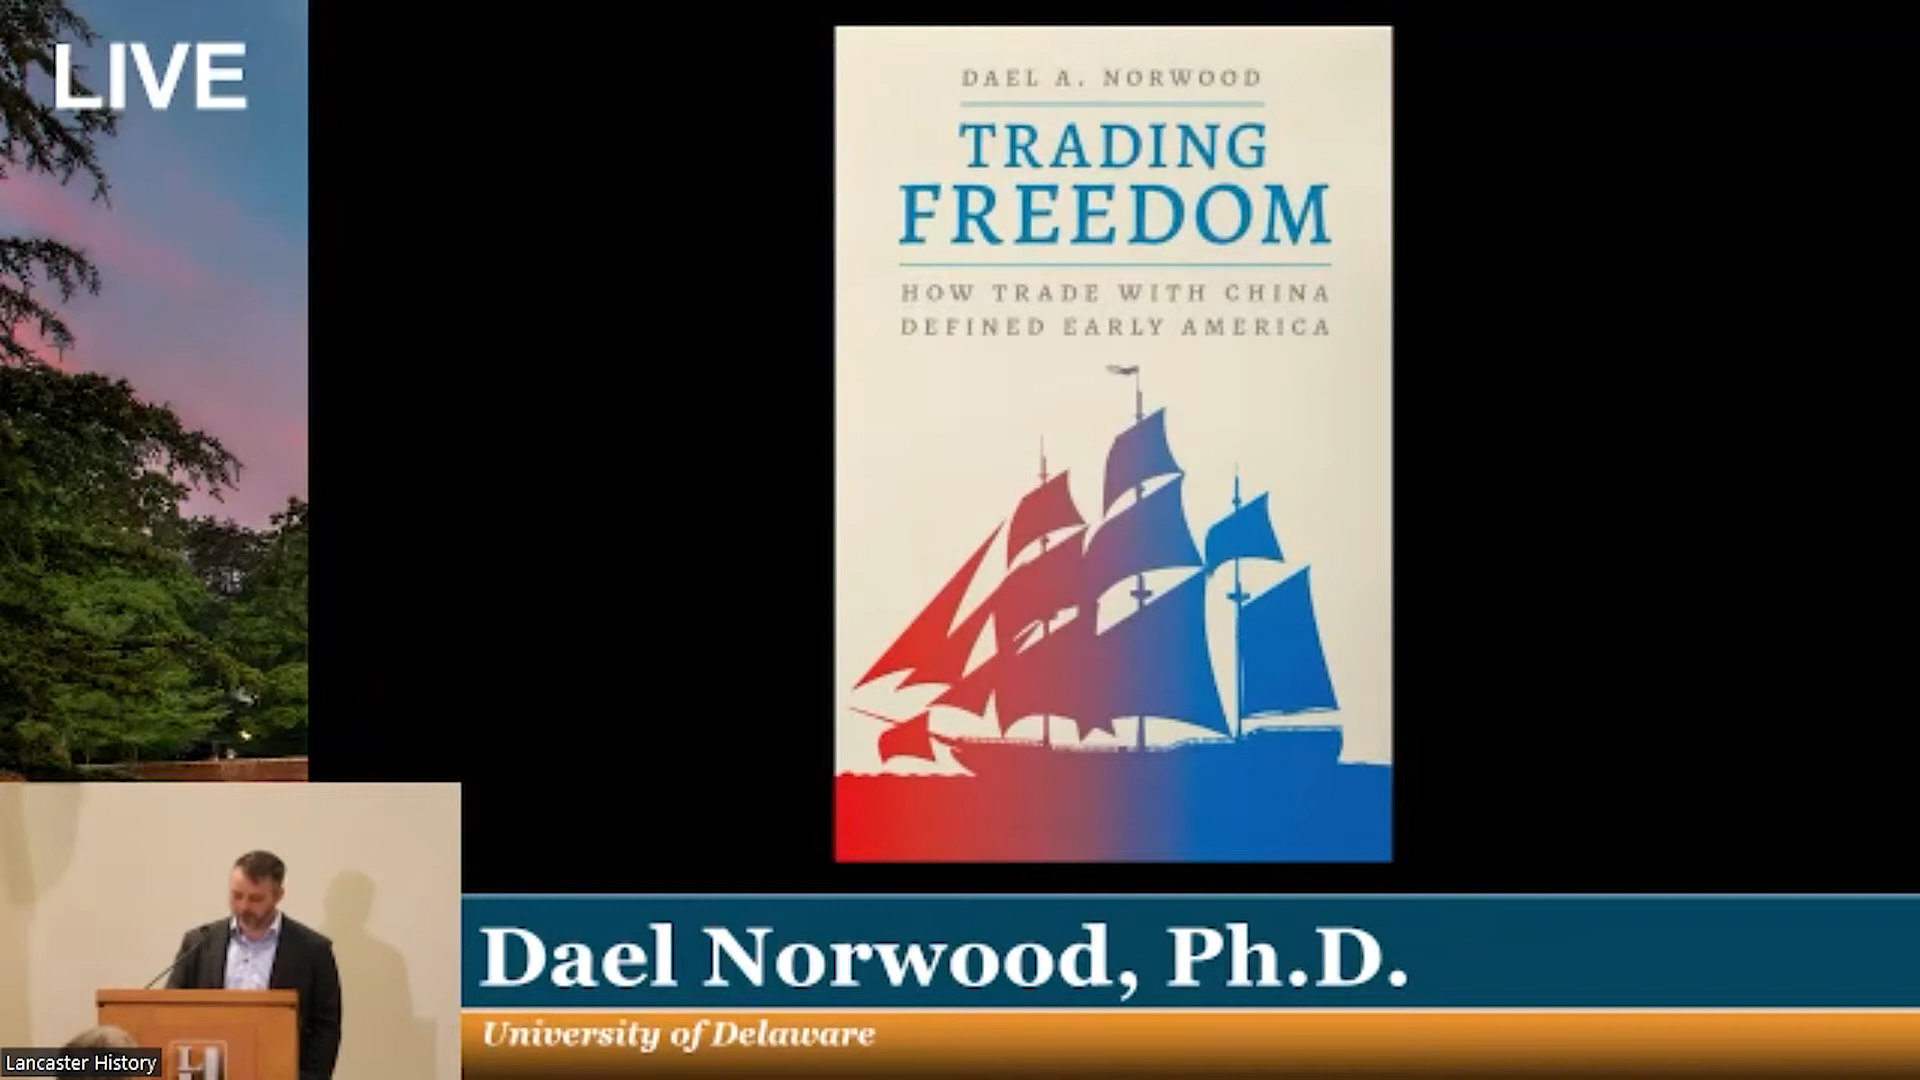 LIVE
DAEL A. NORWOOD
TRADING
FREEDOM
HOW TRADE WITH CHINA
DEFINED EARLY AMERICA
Dael Norwood, Ph.D.
University of Delaware
Lancaster History